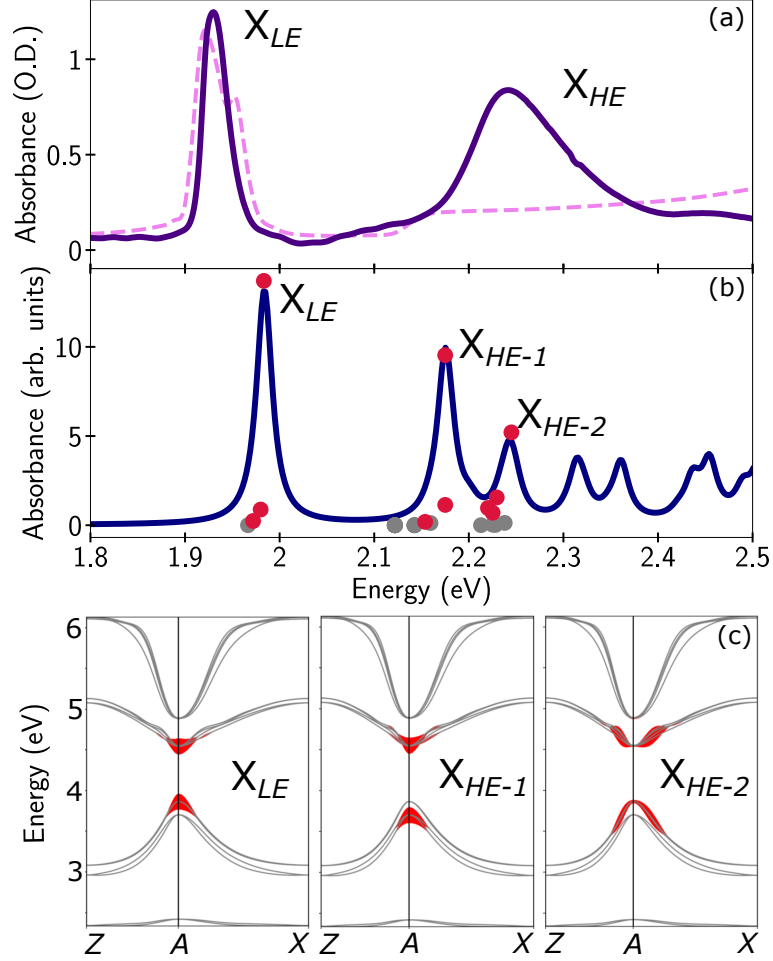 (a)
X_LE
X_HE
Absorbance (O.D.)
1
0.5
0
(b)
X_LE
X_HE-1
X_HE-2
Absorbance (arb. units)
10
5
0
1.8 1.9 2 2.1 2.2 2.3 2.4 2.5
Energy (eV)
(c)
6
5
4
3
Energy (eV)
X_LE X_HE-1 X_HE-2
Z A X A X Z A X